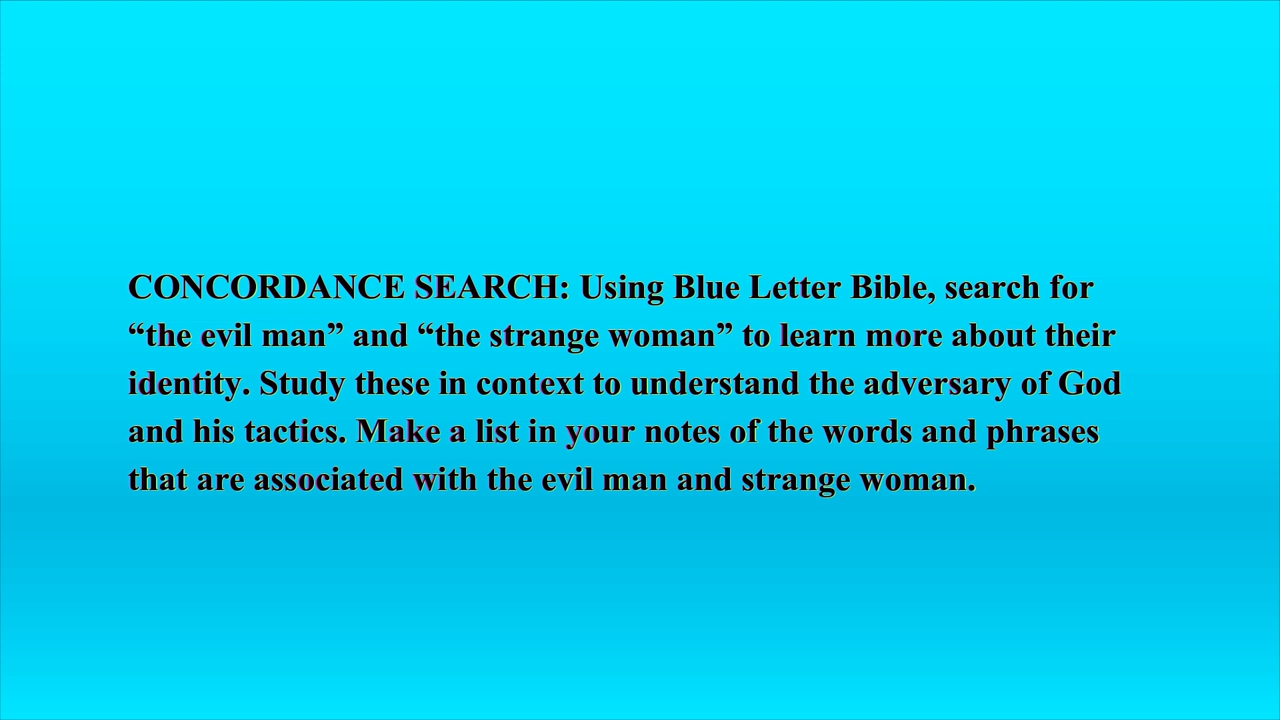 CONCORDANCE SEARCH: Using Blue Letter Bible, search for
“the evil man” and “the strange woman” to learn more about their
identity. Study these in context to understand the adversary of God
and his tactics. Make a list in your notes of the words and phrases
that are associated with the evil man and strange woman.